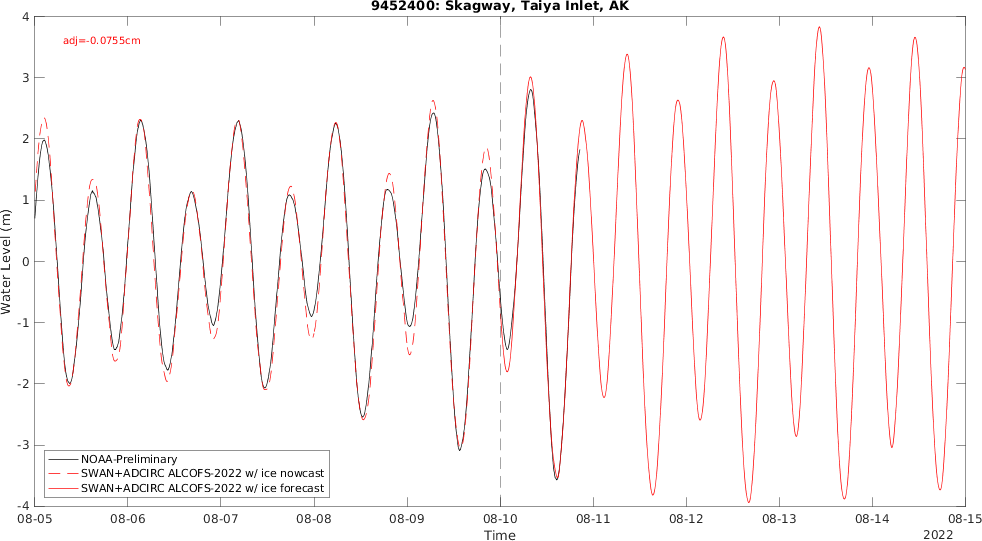 9452400: Skagway, Taiya Inlet, AK
adj=-0.0755cm
4
3
2
1
0
-1
-2
-3
-4
Water Level (m)
NOAA-Preliminary
SWAN+ADCIRC ALCOFS-2022 w/ ice nowcast
SWAN+ADCIRC ALCOFS-2022 w/ ice forecast
08-05 08-06 08-07 08-08 08-09 08-10 08-11 08-12 08-13 08-14 08-15
Time
2022